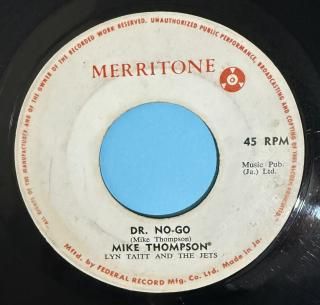 ALL RIGHTS OF THE MANUFACTURER AND OF THE OWNER OF THE RECORDED WORK RESERVED. UNAUTHORIZED PUBLIC PERFORMANCE, BROADCASTING AND COPYING OF THIS RECORD PROHIBITED.
MERRITONE
45 RPM
Music Pub.
(Ja.) Ltd.
DR. NO-GO
(Mike Thompson)
MIKE THOMPSON
LYN TAITT AND THE JETS
Mfd. by FEDERAL RECORD Mfg. Co. Ltd. Made in Ja.